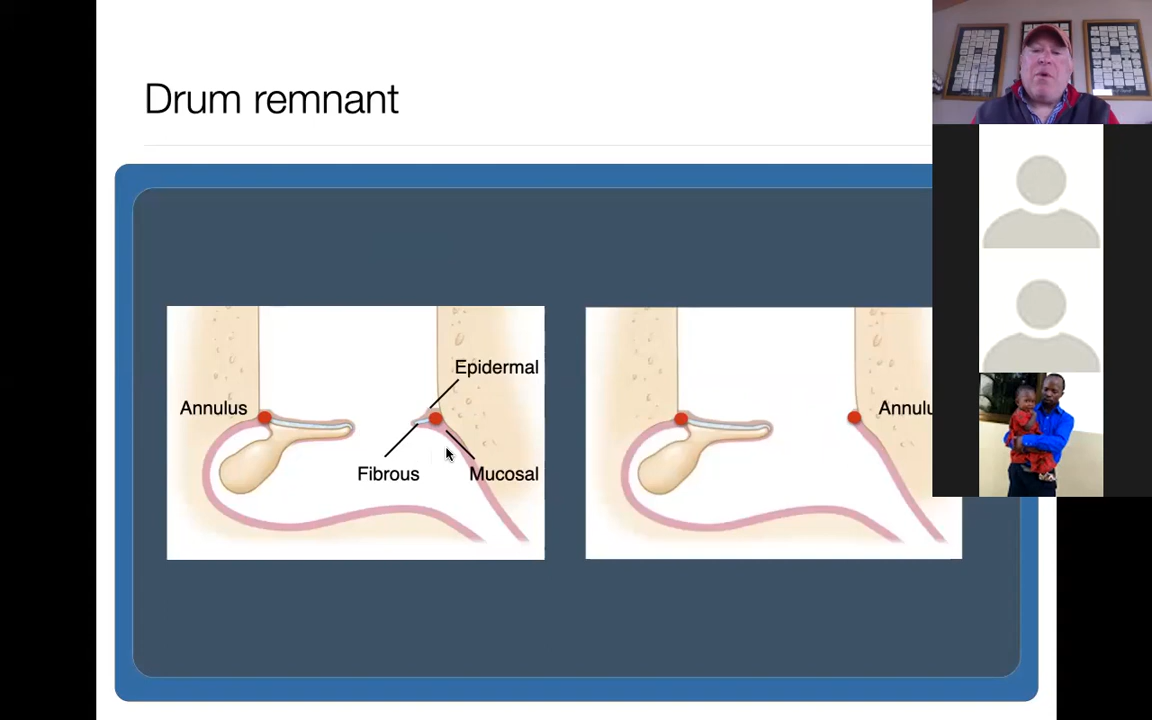 Drum remnant
Epidermal
Annulus
Fibrous
Mucosal
Annulu